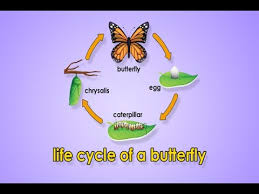 butterfly
chrysalis
egg
caterpillar
life cycle of a butterfly